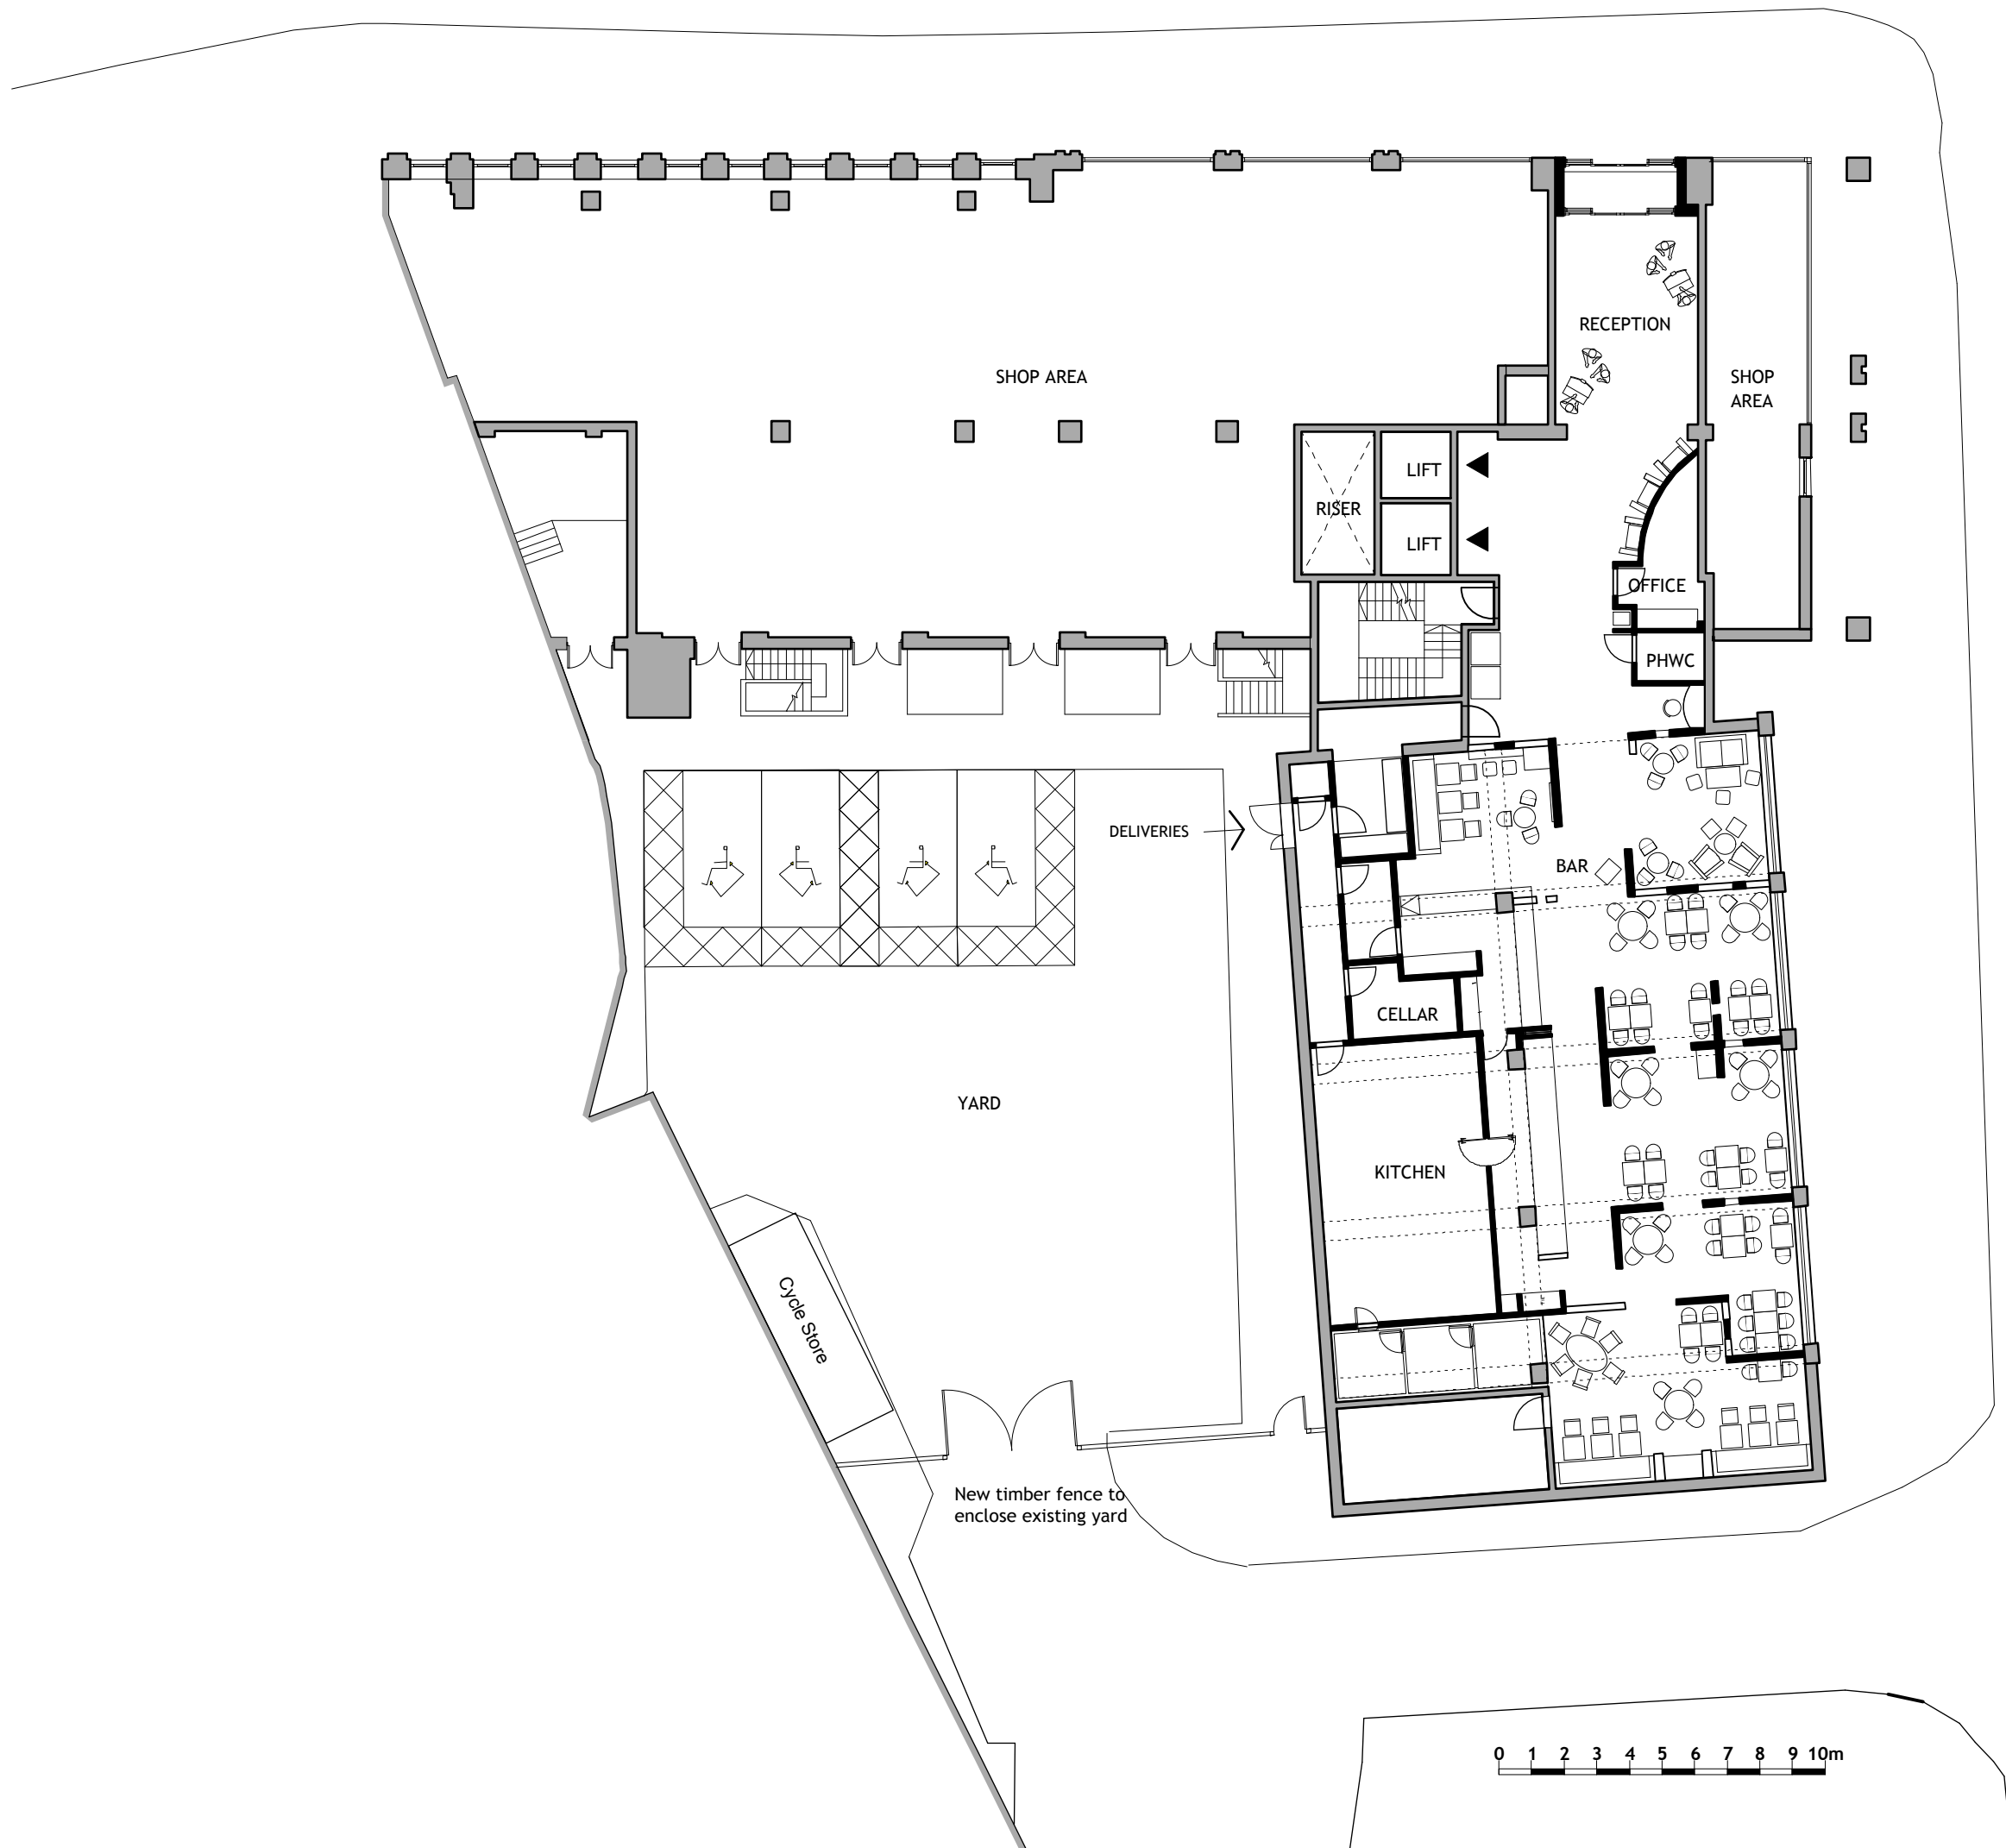 RECEPTION
SHOP AREA
SHOP
AREA
LIFT
RISER
LIFT
OFFICE
PHWC
DELIVERIES
BAR
CELLAR
YARD
KITCHEN
Cycle Store
New timber fence to
enclose existing yard
0 1 2 3 4 5 6 7 8 9 10m